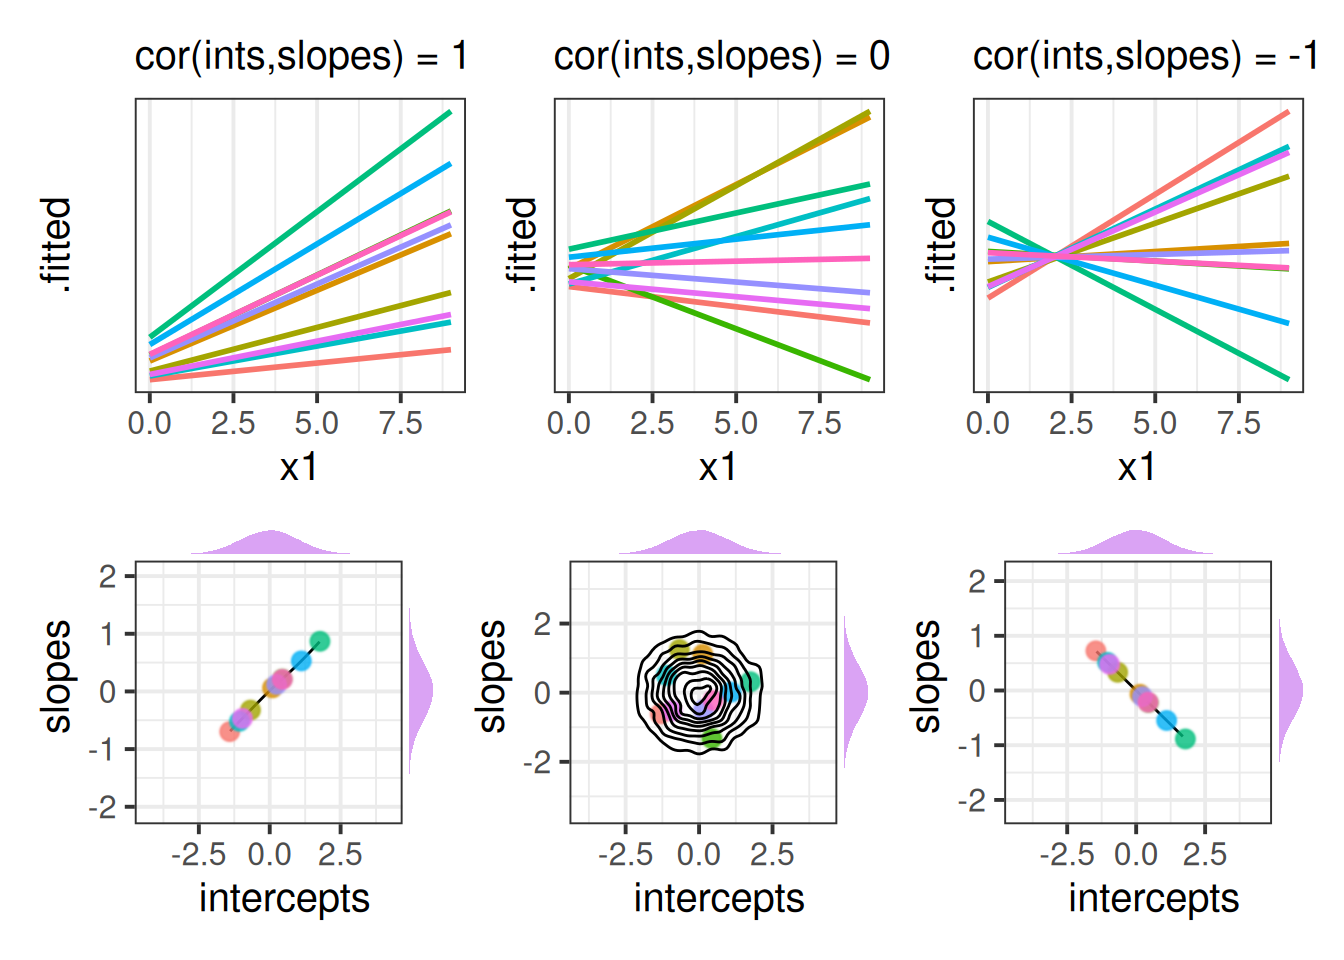 cor(ints,slopes) = 1
cor(ints,slopes) = 0
cor(ints,slopes) = -1
.fitted
.fitted
.fitted
0.0 2.5 5.0 7.5
0.0 2.5 5.0 7.5
0.0 2.5 5.0 7.5
x1
x1
x1
slopes
2
1
0
-1
-2
-2.5 0.0 2.5
intercepts
slopes
2
0
-2
-2.5 0.0 2.5
intercepts
slopes
2
1
0
-1
-2
-2.5 0.0 2.5
intercepts